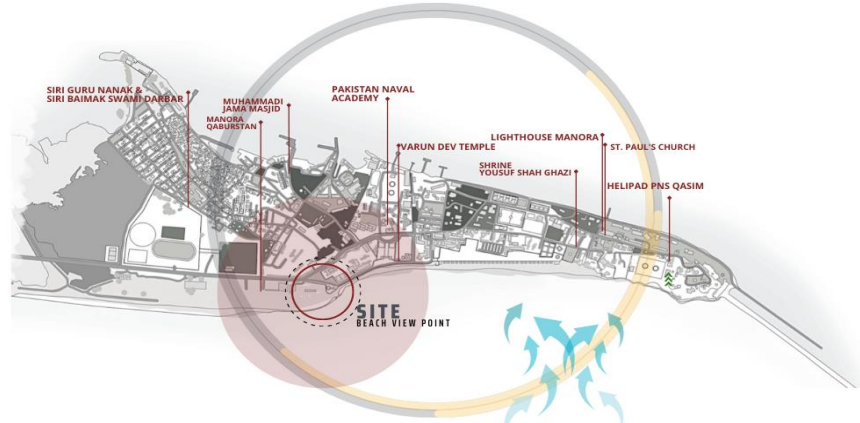 SIRI GURU NANAK &
SIRI BAIMAK SWAMI DARBAR
MUHAMMADI
JAMA MASJID
MANORA
QABURSTAN
PAKISTAN NAVAL
ACADEMY
VARUN DEV TEMPLE
LIGHTHOUSE MANORA
ST. PAUL'S CHURCH
SHRINE
YOUSUF SHAH GHAZI
HELIPAD PNS QASIM
SITE
BEACH VIEW POINT